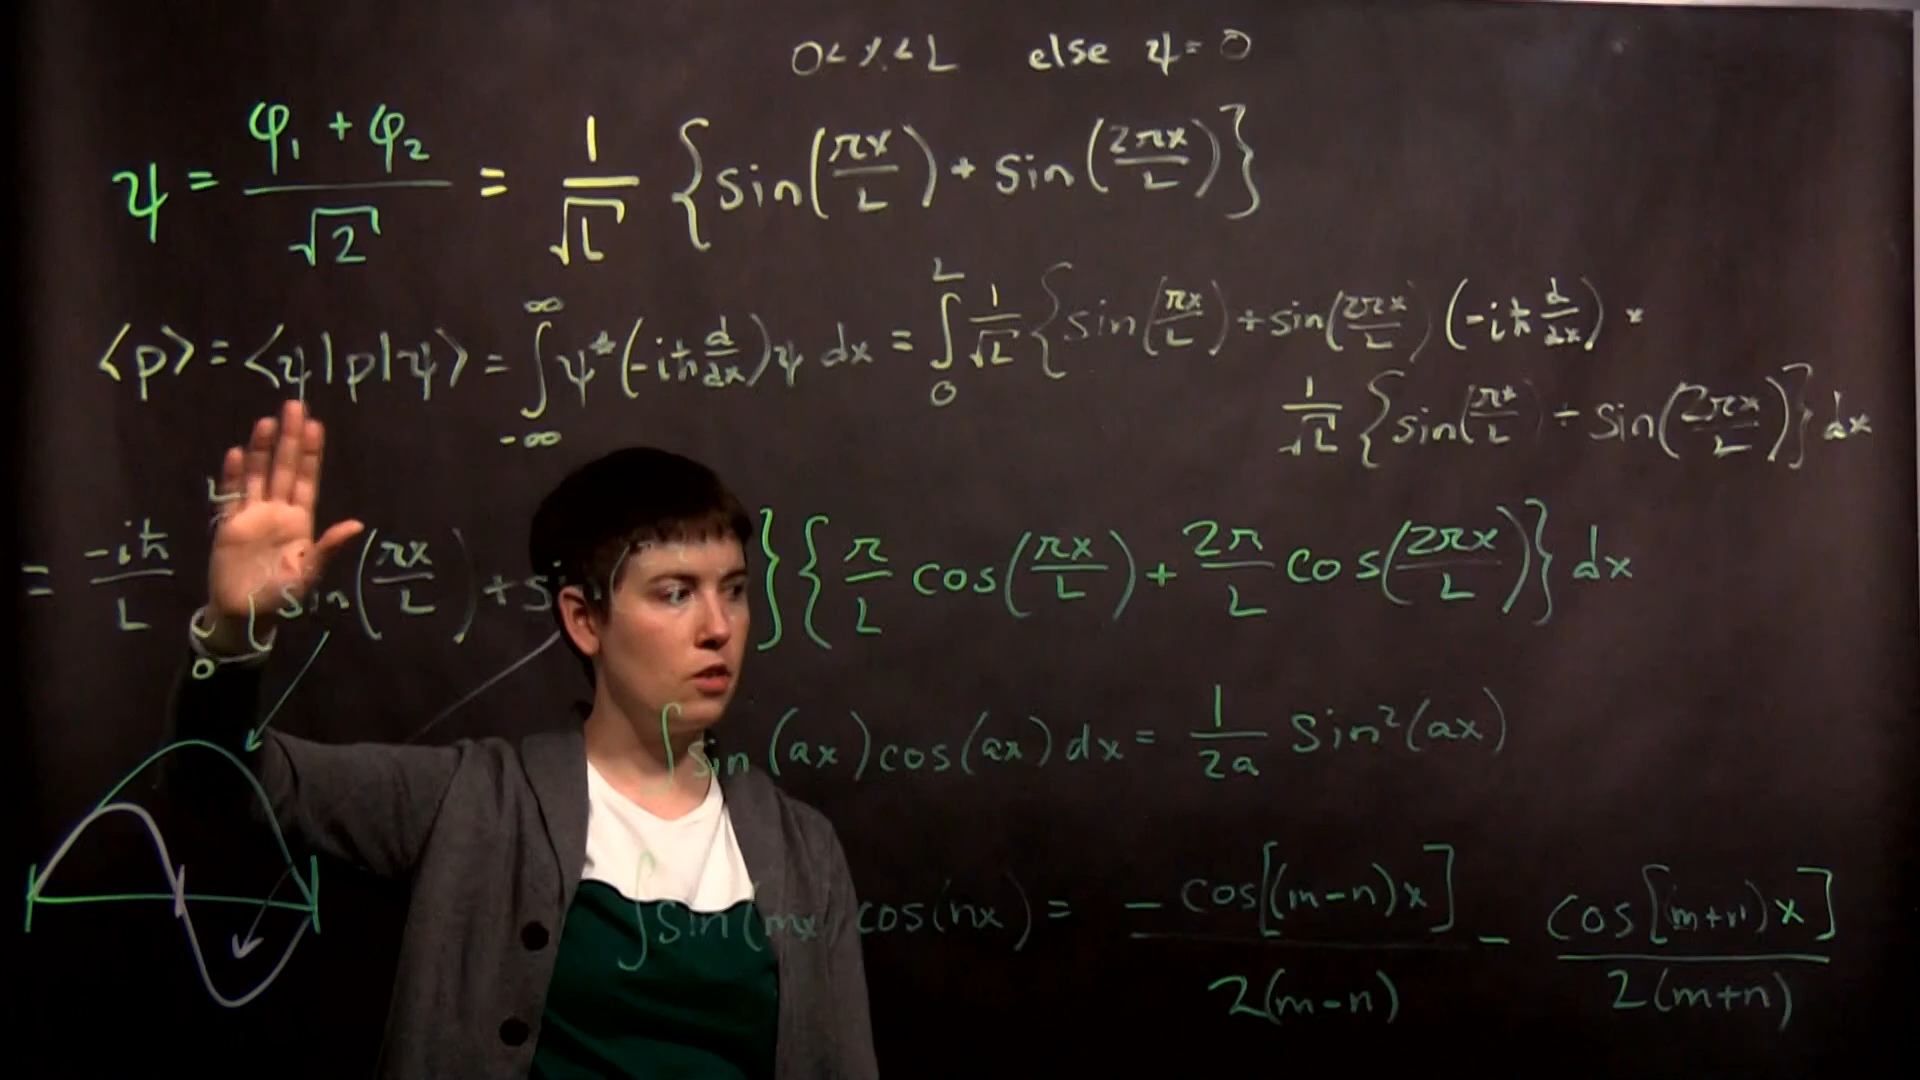 0 < x < L else ψ = 0
ψ = φ₁ + φ₂ / √2 = 1/√L { sin(πx/L) + sin(2πx/L) }
⟨p⟩ = ⟨ψ|p|ψ⟩ = ∫_{-∞}^{∞} ψ*(-iħ d/dx)ψ dx = ∫_0^L 1/√L { sin(πx/L) + sin(2πx/L) (-iħ d/dx) *
1/√L { sin(πx/L) + sin(2πx/L) } dx
= -iħ/L ∫_0^L { sin(πx/L) + sin( } { π/L cos(πx/L) + 2π/L cos(2πx/L) } dx
∫ sin(ax) cos(ax) dx = 1/2a sin²(ax)
∫ sin(mx) cos(nx) = - cos[(m-n)x] / 2(m-n) - cos[(m+n)x] / 2(m+n)